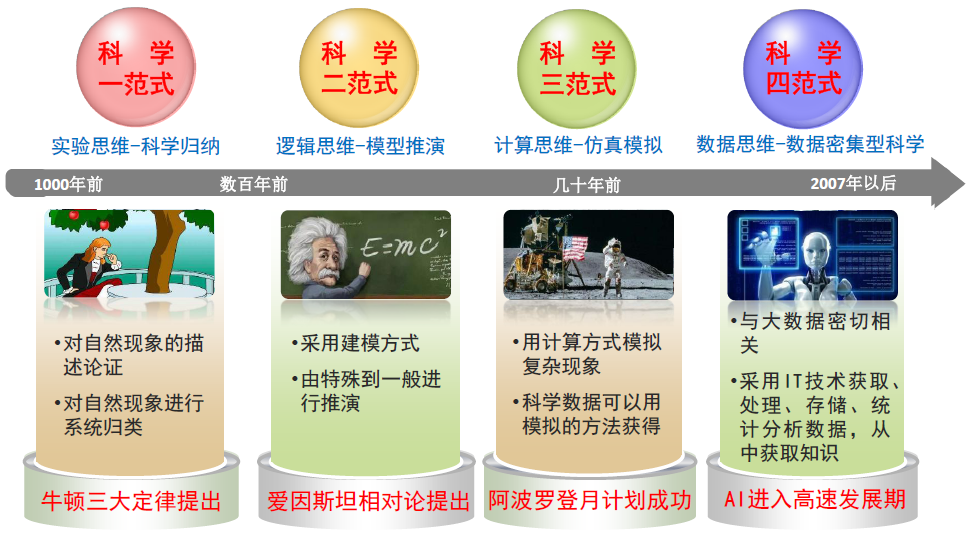 科 学
一范式
科 学
二范式
科 学
三范式
科 学
四范式
实验思维-科学归纳
逻辑思维-模型推演
计算思维-仿真模拟
数据思维-数据密集型科学
1000年前
数百年前
几十年前
2007年以后
E=mc²
•对自然现象的描
述论证
•对自然现象进行
系统归类
•采用建模方式
•由特殊到一般进
行推演
•用计算方式模拟
复杂现象
•科学数据可以用
模拟的方法获得
•与大数据密切相
关
•采用IT技术获取、
处理、存储、统
计分析数据，从
中获取知识
牛顿三大定律提出
爱因斯坦相对论提出
阿波罗登月计划成功
AI进入高速发展期